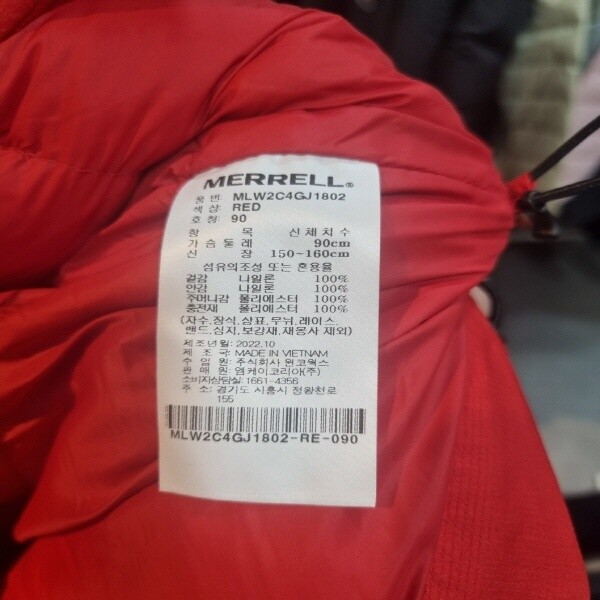 MERRELL®
품 번: MLW2C4GJ1802
색 상: RED
호 칭: 90
항 목 신체치수
가슴둘레 90cm
신 장 150~160cm
섬유의조성 또는 혼용율
겉감 나일론 100%
안감 나일론 100%
주머니감 폴리에스터 100%
충전재 폴리에스터 100%
(자수,장식,상표,무늬,레이스,
밴드,심지,보강재,재봉사 제외)
제조년월: 2022.10
제 조 국: MADE IN VIETNAM
수 입 원: 주식회사 윈코웍스
판 매 원: 엠케이코리아(주)
소비자상담실: 1661-4356
주 소: 경기도 시흥시 정왕천로
155
MLW2C4GJ1802-RE-090